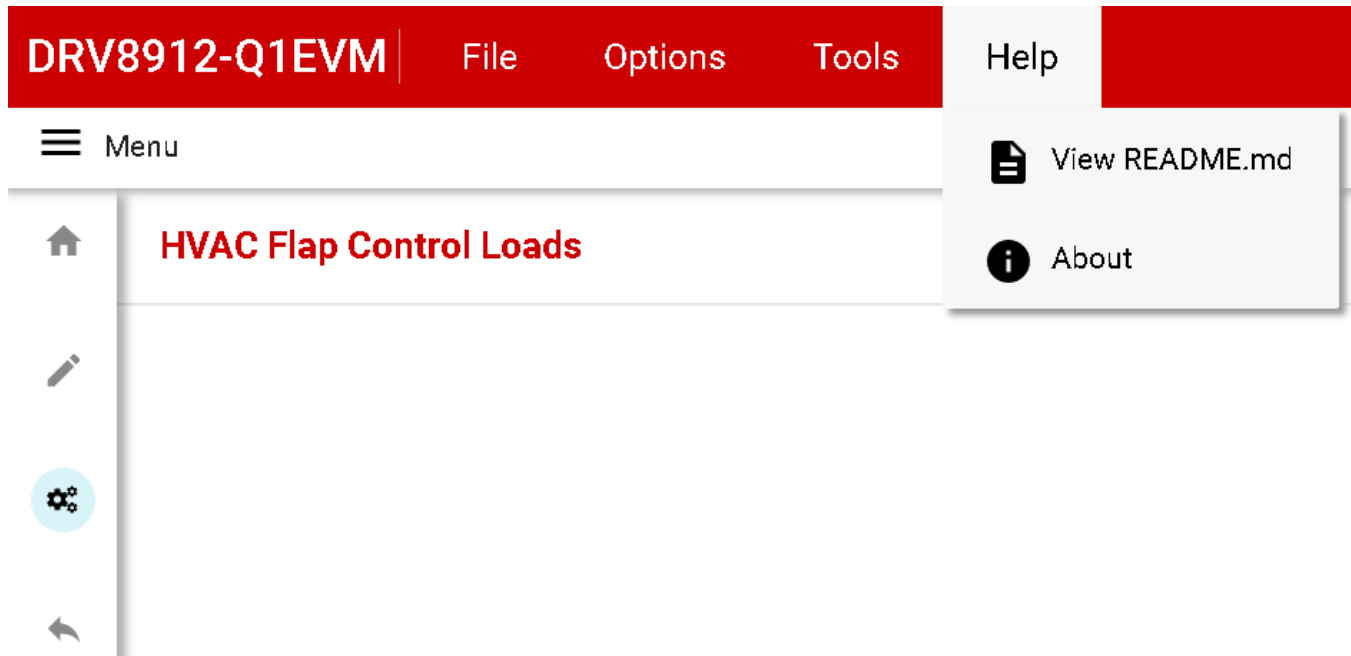 DRV8912-Q1EVM File Options Tools Help
Menu
View README.md
HVAC Flap Control Loads
About